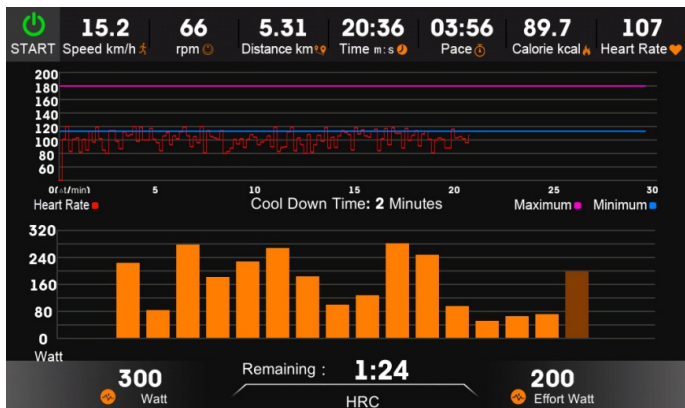 15.2 66 5.31 20:36 03:56 89.7 107
START Speed km/h rpm Distance km Time m:s Pace Calorie kcal Heart Rate
200
180
160
140
120
100
80
60
0(Δt/min) 5 10 15 20 25 30
Heart Rate Cool Down Time: 2 Minutes Maximum Minimum
320
240
160
80
0
Watt
300 Remaining : 1:24 200
Watt HRC Effort Watt